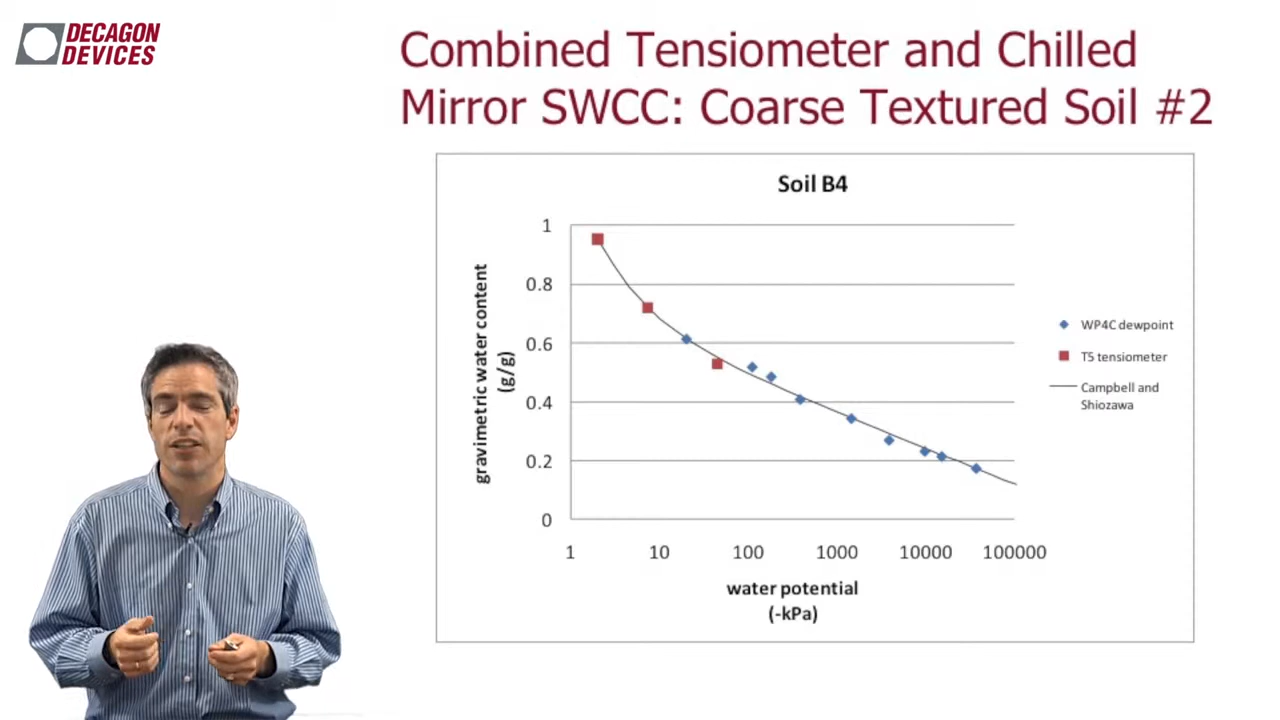 DECAGON
DEVICES
Combined Tensiometer and Chilled
Mirror SWCC: Coarse Textured Soil #2
Soil B4
gravimetric water content
(g/g)
1
0.8
0.6
0.4
0.2
0
1 10 100 1000 10000 100000
water potential
(-kPa)
WP4C dewpoint
T5 tensiometer
Campbell and
Shiozawa